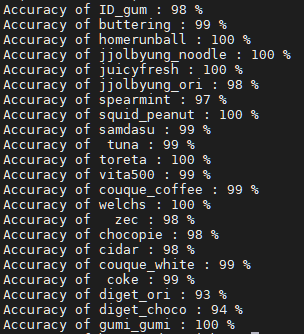 Accuracy of ID_gum : 98 %
Accuracy of buttering : 99 %
Accuracy of homerunball : 100 %
Accuracy of jjolbyung_noodle : 100 %
Accuracy of juicyfresh : 100 %
Accuracy of jjolbyung_ori : 98 %
Accuracy of spearmint : 97 %
Accuracy of squid_peanut : 100 %
Accuracy of samdasu : 99 %
Accuracy of  tuna : 99 %
Accuracy of toreta : 100 %
Accuracy of vita500 : 99 %
Accuracy of couque_coffee : 99 %
Accuracy of welchs : 100 %
Accuracy of   zec : 98 %
Accuracy of chocopie : 98 %
Accuracy of cidar : 98 %
Accuracy of couque_white : 99 %
Accuracy of  coke : 99 %
Accuracy of diget_ori : 93 %
Accuracy of diget_choco : 94 %
Accuracy of gumi_gumi : 100 %